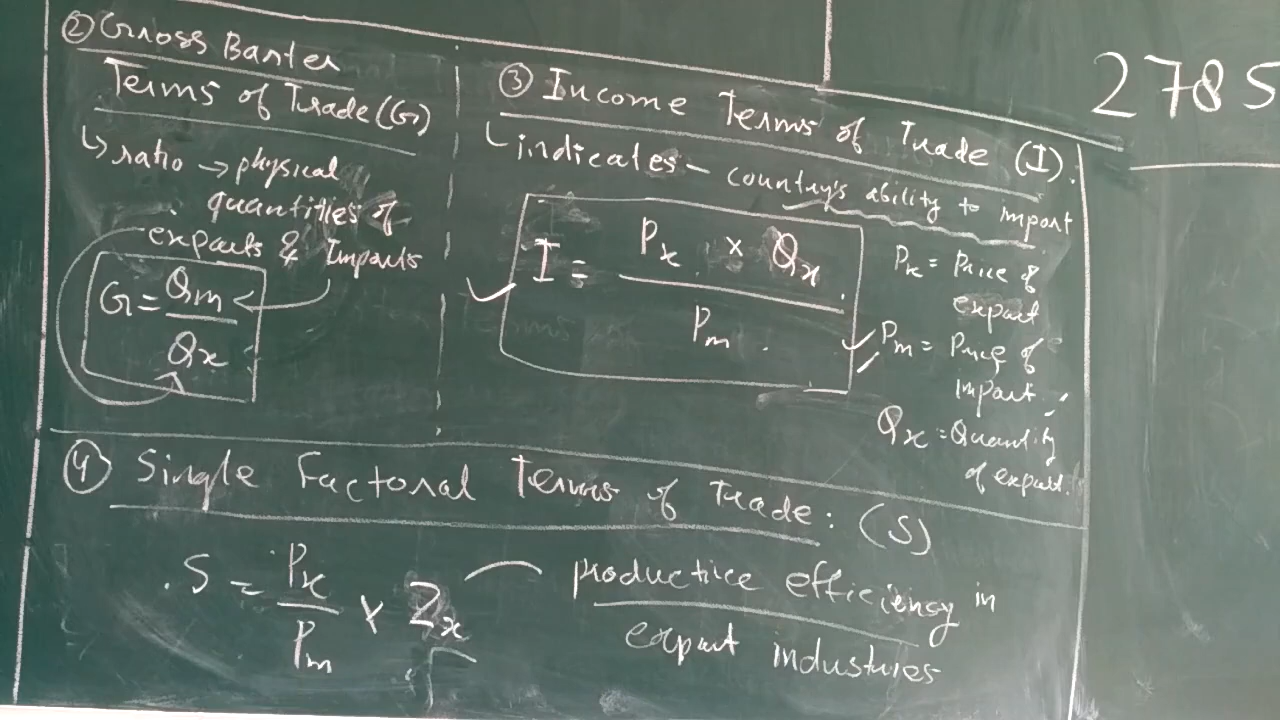 ② Gross Barter
Terms of Trade (G)
↳ ratio → physical
quantities of
exports & Imports
G = Qm
Qx
③ Income Terms of Trade (I):
indicates – country's ability to import
I = Px × Qx
Pm
Px = Price of
export
Pm = Price of
import
Qx = Quantity
of export.
④ Single Factoral Terms of Trade: (S)
S = Px
Pm
× Zx
productive efficiency in
export industries
2785